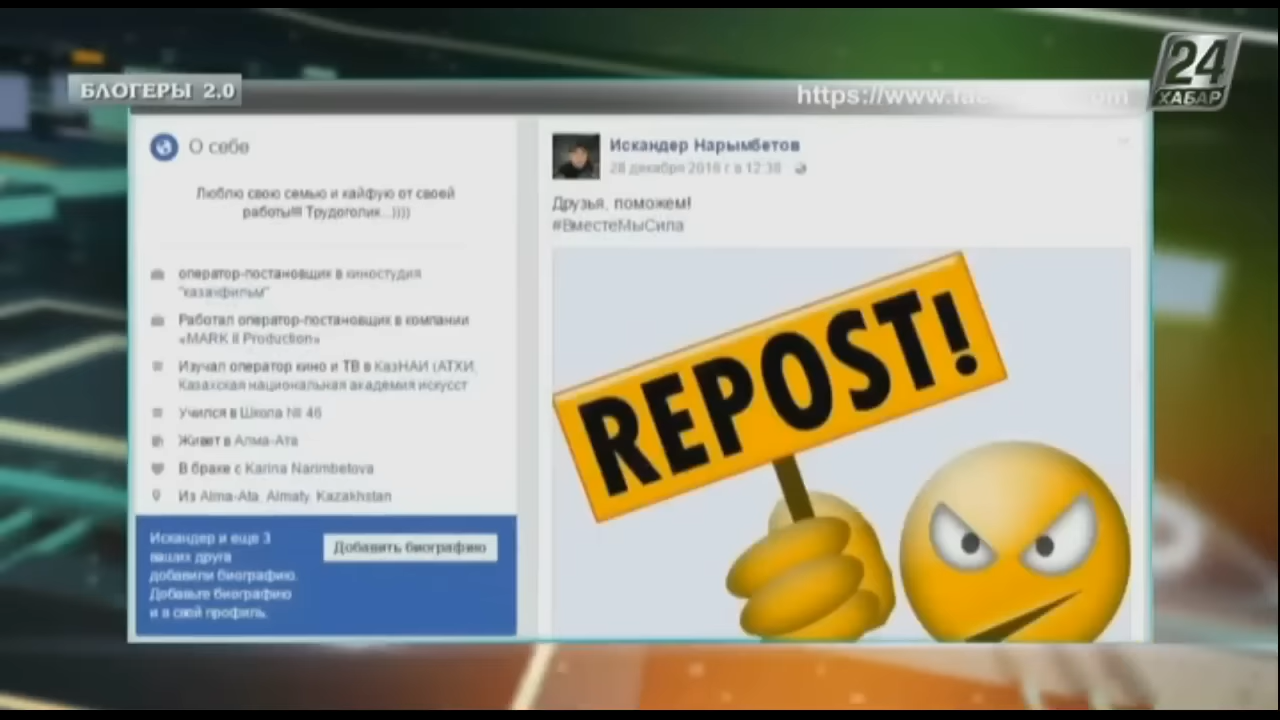 БЛОГЕРЫ 2.0
https://www.
24
ХАБАР
О себе
Люблю свою семью и кайфую от своей
работы!!! Трудоголик...))))
оператор-постановщик в киностудия
"казахфильм"
Работал оператор-постановщик в компании
«MARK II Production»
Изучал оператор кино и ТВ в КазНАИ (АТХИ,
Казахская национальная академия искусст
Учился в Школа № 46
Живет в Алма-Ата
В браке с Karina Narimbetova
Из Alma-Ata, Almaty, Kazakhstan
Искандер и еще 3
ваших друга
добавили биографию.
Добавьте биографию
и в свой профиль.
Добавить биографию
Искандер Нарымбетов
28 декабря 2016 г. в 12:38
Друзья, поможем!
#ВместеМыСила
REPOST!